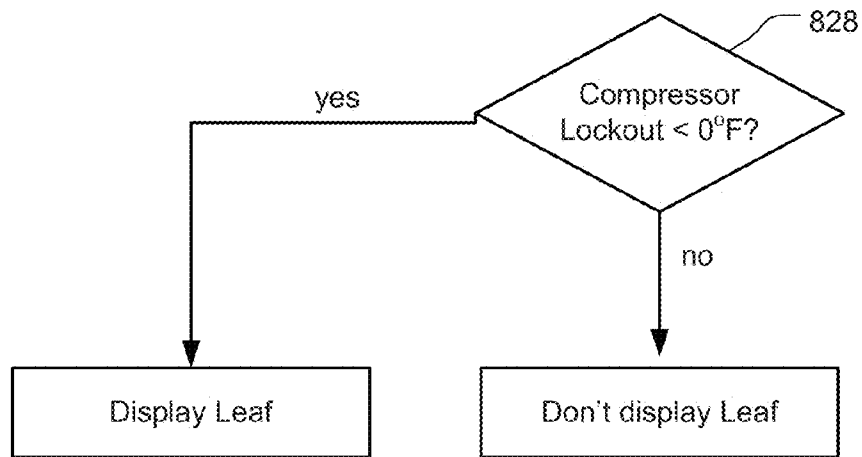 828
Compressor
Lockout < 0°F?
yes
no
Display Leaf
Don't display Leaf